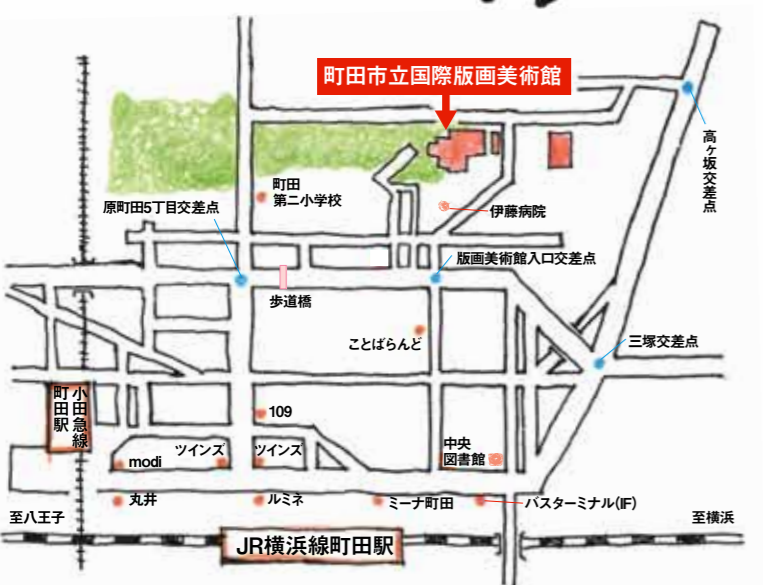 町田市立国際版画美術館
高ヶ坂交差点
町田
第二小学校
原町田5丁目交差点
伊藤病院
版画美術館入口交差点
歩道橋
ことばらんど
三塚交差点
小田急線
町田駅
109
ツインズ
ツインズ
中央
図書館
modi
丸井
ルミネ
ミーナ町田
バスターミナル(IF)
至八王子
至横浜
JR横浜線町田駅